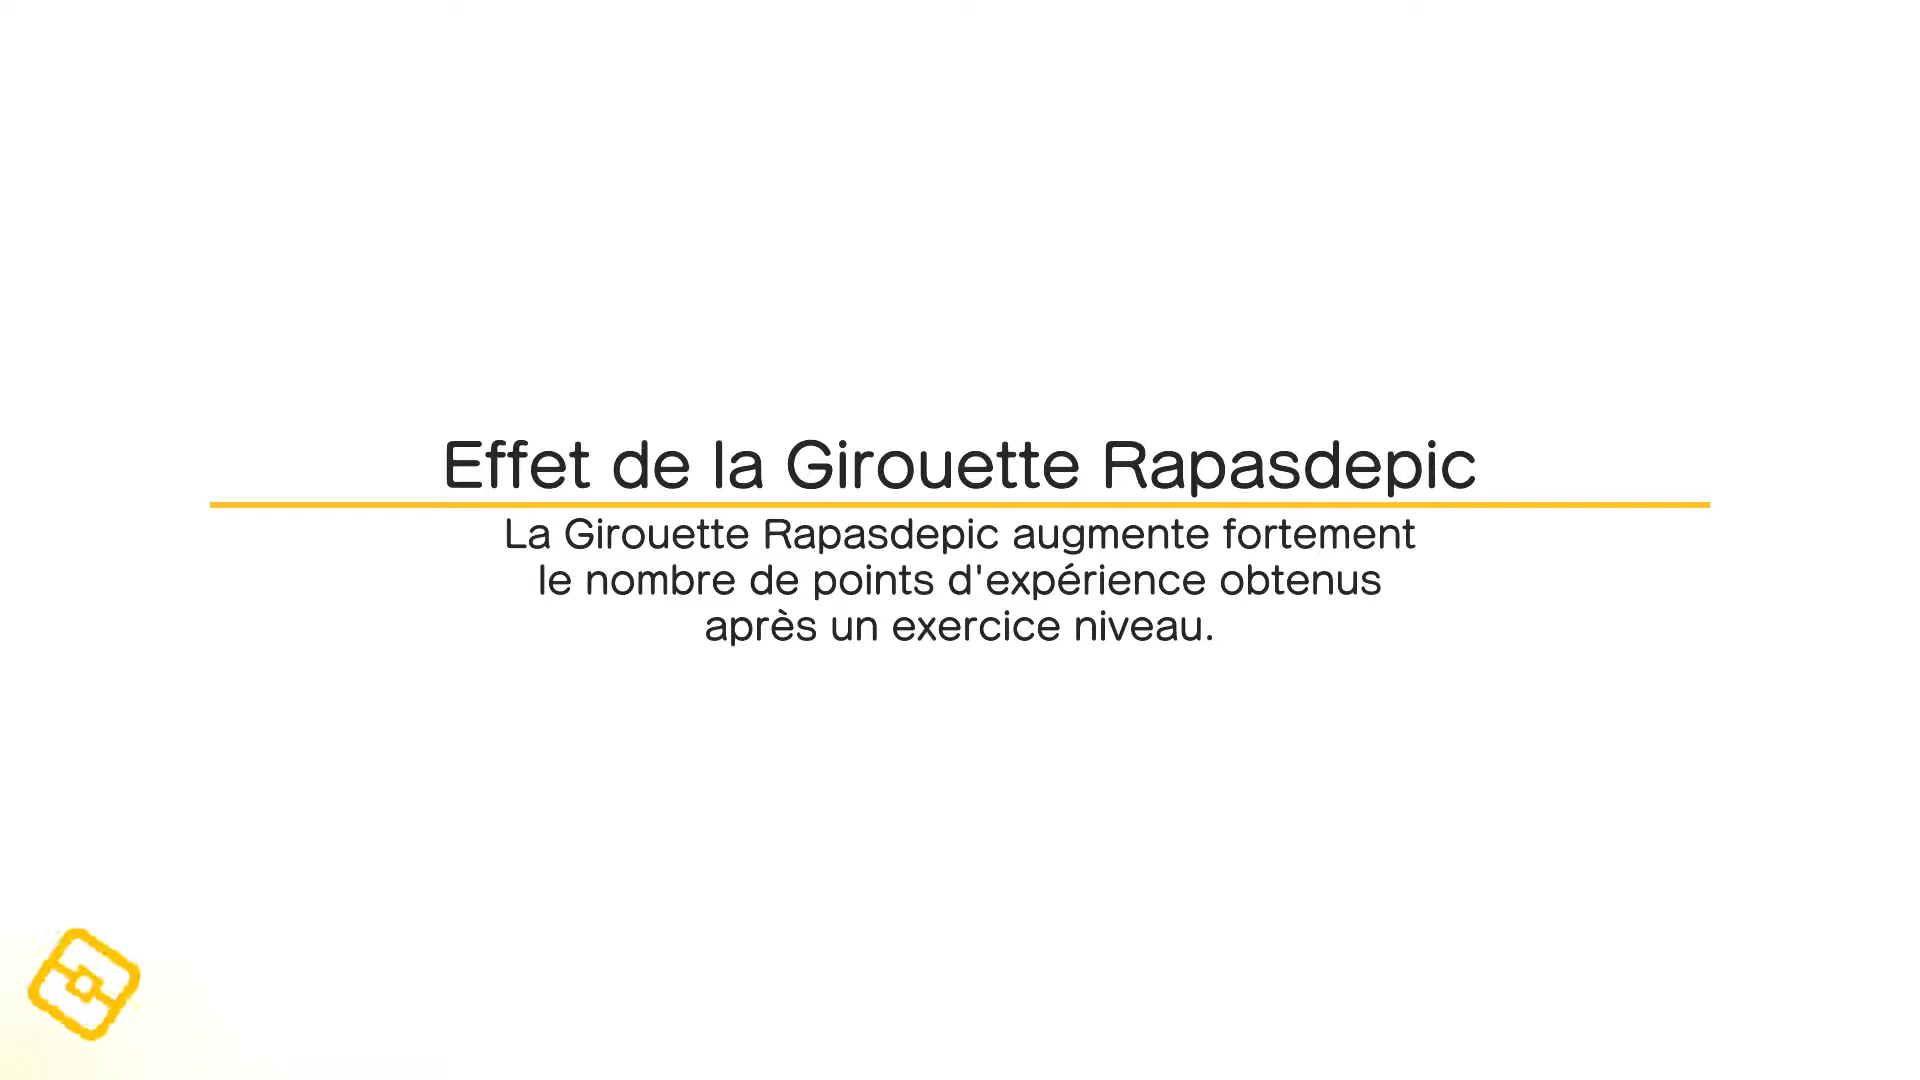 Effet de la Girouette Rapasdepic
La Girouette Rapasdepic augmente fortement
le nombre de points d'expérience obtenus
après un exercice niveau.